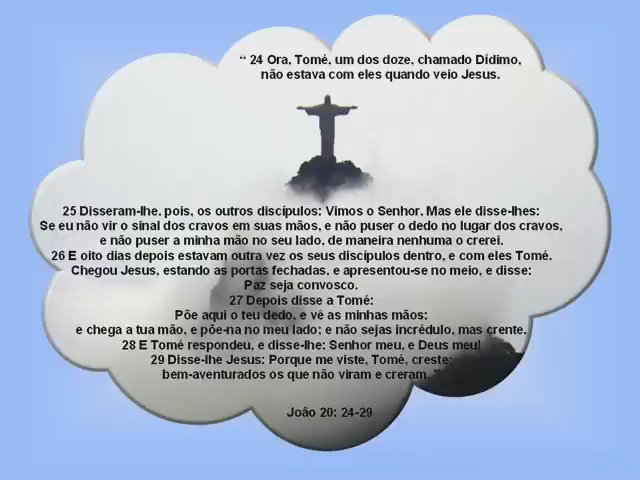 “ 24 Ora, Tomé, um dos doze, chamado Dídimo,
não estava com eles quando veio Jesus.
25 Disseram-lhe, pois, os outros discípulos: Vimos o Senhor. Mas ele disse-lhes:
Se eu não vir o sinal dos cravos em suas mãos, e não puser o dedo no lugar dos cravos,
e não puser a minha mão no seu lado, de maneira nenhuma o crerei.
26 E oito dias depois estavam outra vez os seus discípulos dentro, e com eles Tomé.
Chegou Jesus, estando as portas fechadas, e apresentou-se no meio, e disse:
Paz seja convosco.
27 Depois disse a Tomé:
Põe aqui o teu dedo, e vê as minhas mãos;
e chega a tua mão, e põe-na no meu lado; e não sejas incrédulo, mas crente.
28 E Tomé respondeu, e disse-lhe: Senhor meu, e Deus meu!
29 Disse-lhe Jesus: Porque me viste, Tomé, creste;
bem-aventurados os que não viram e creram. ”
João 20: 24-29